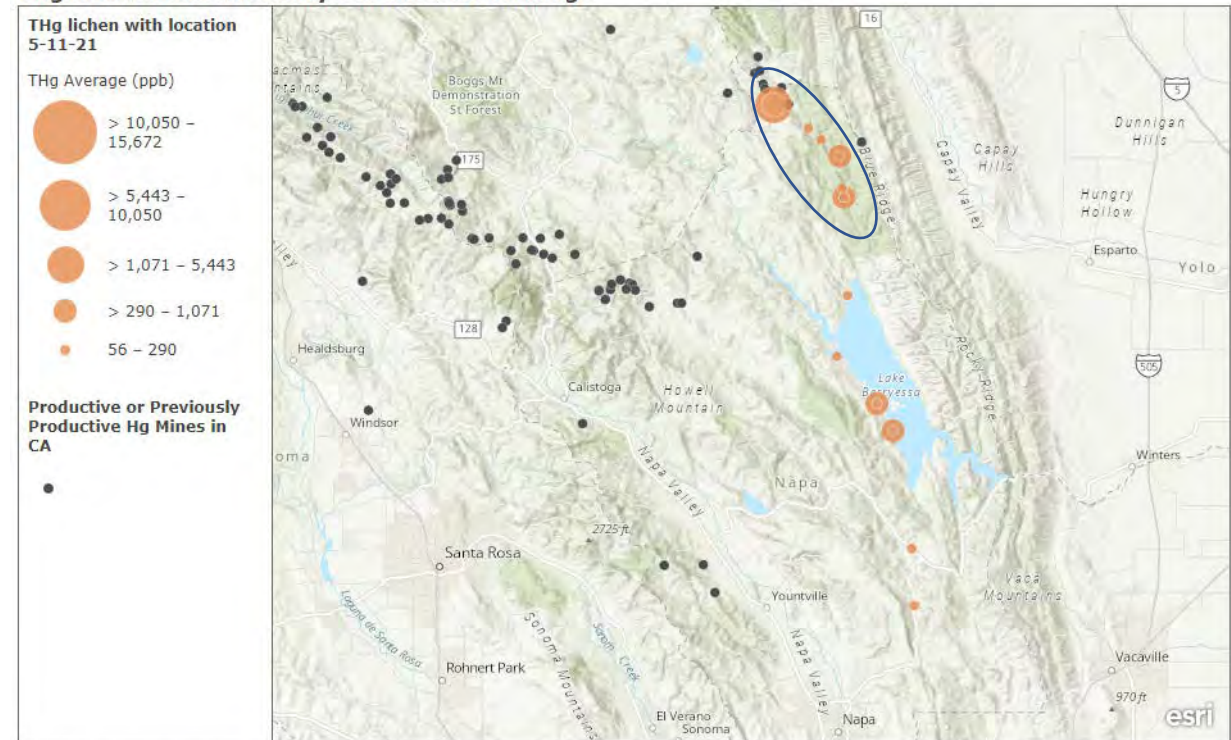 THg lichen with location
5-11-21
THg Average (ppb)
> 10,050 –
15,672
> 5,443 –
10,050
> 1,071 – 5,443
> 290 – 1,071
56 – 290
Productive or Previously
Productive Hg Mines in
CA
16
Boggs Mt
Demonstration
St Forest
5
Dunnigan
Hills
175
Blue Ridge
Capay Valley
Capay
Hills
Hungry
Hollow
Esparto
Yolo
128
Healdsburg
Rocky Ridge
505
Calistoga
Howell
Mountain
Lake
Berryessa
Windsor
Winters
Napa Valley
Napa
2725 ft
Santa Rosa
Vaca
Mountains
Yountville
Laguna de Santa Rosa
Sonoma Mountains
Sonoma Creek
Napa Valley
Rohnert Park
Vacaville
970 ft
El Verano
Sonoma
Napa
esri